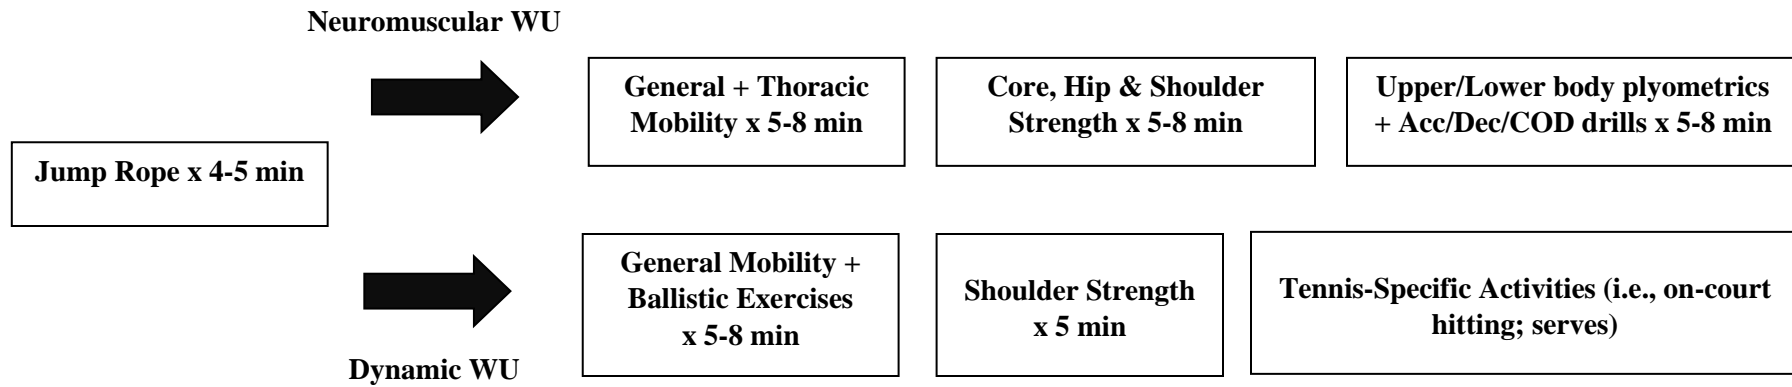 Neuromuscular WU
General + Thoracic
Mobility x 5-8 min
Core, Hip & Shoulder
Strength x 5-8 min
Upper/Lower body plyometrics
+ Acc/Dec/COD drills x 5-8 min
Jump Rope x 4-5 min
General Mobility +
Ballistic Exercises
x 5-8 min
Shoulder Strength
x 5 min
Tennis-Specific Activities (i.e., on-court
hitting; serves)
Dynamic WU